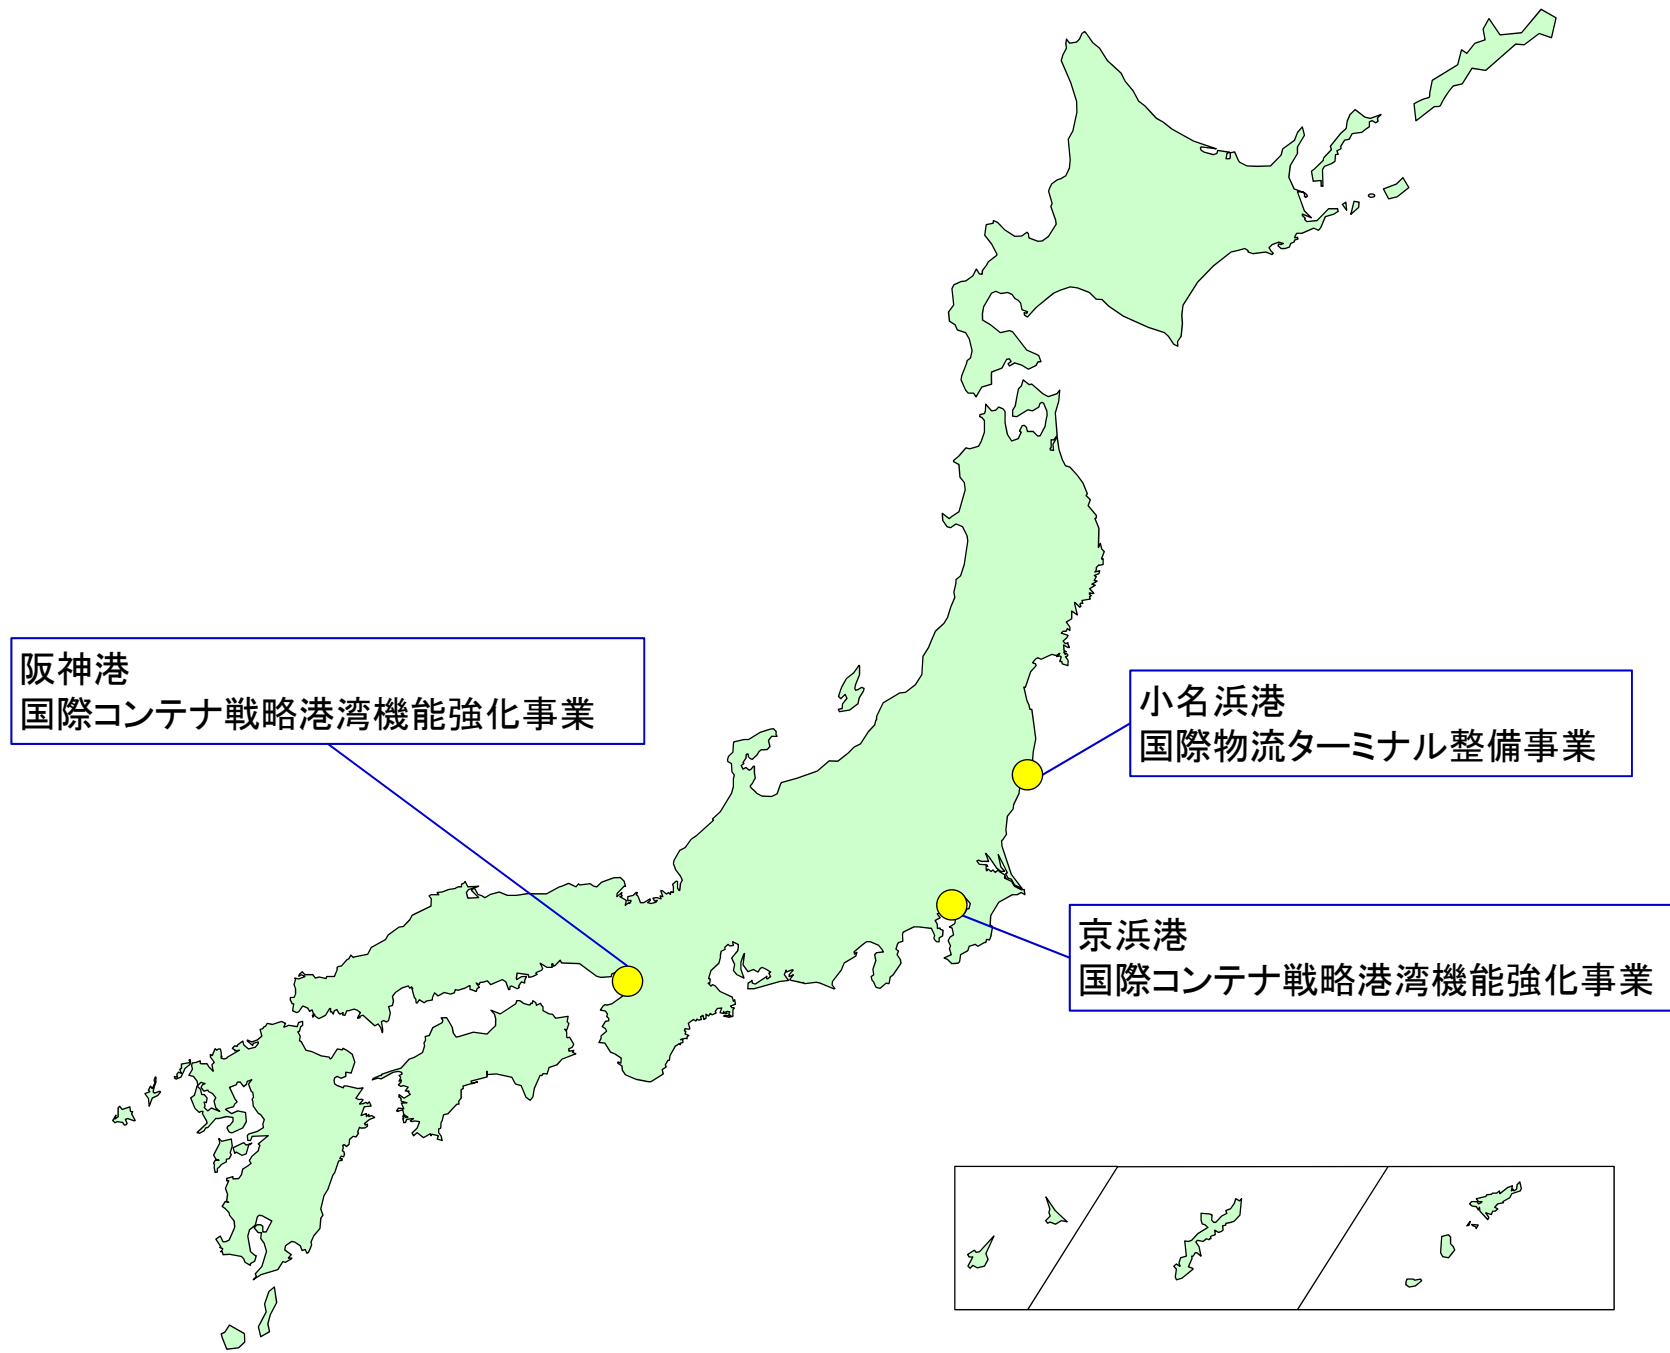 阪神港
国際コンテナ戦略港湾機能強化事業
小名浜港
国際物流ターミナル整備事業
京浜港
国際コンテナ戦略港湾機能強化事業